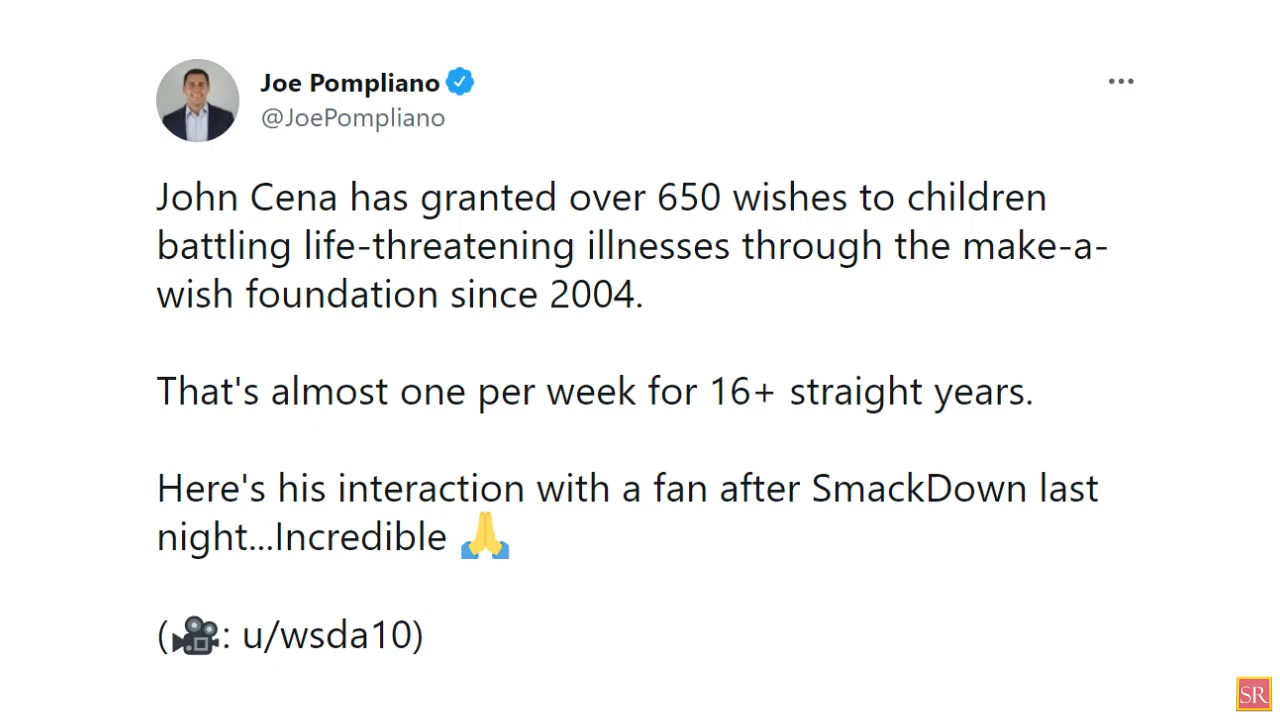 Joe Pompliano
@JoePompliano
John Cena has granted over 650 wishes to children
battling life-threatening illnesses through the make-a-
wish foundation since 2004.
That's almost one per week for 16+ straight years.
Here's his interaction with a fan after SmackDown last
night...Incredible 🙏
(🎥: u/wsda10)
SR